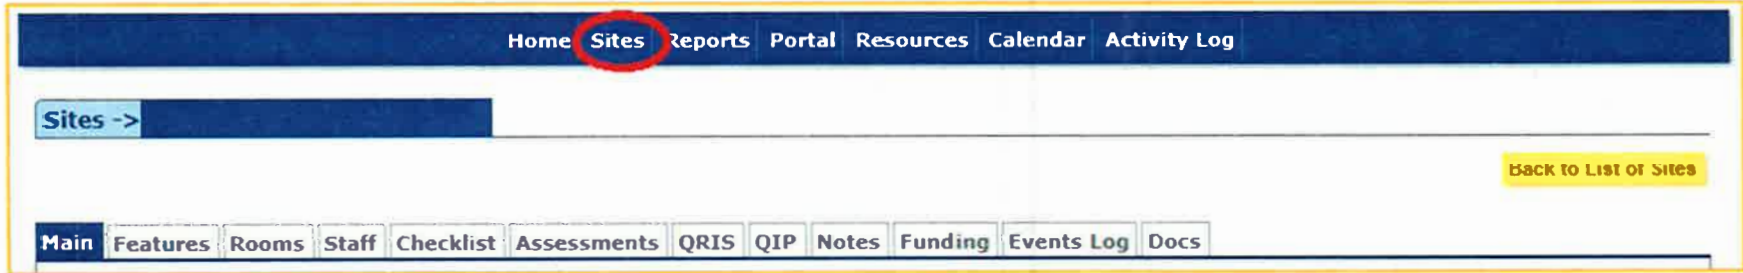 Home Sites Reports Portal Resources Calendar Activity Log
Sites ->
Back to List of Sites
Main Features Rooms Staff Checklist Assessments QRIS QIP Notes Funding Events Log Docs